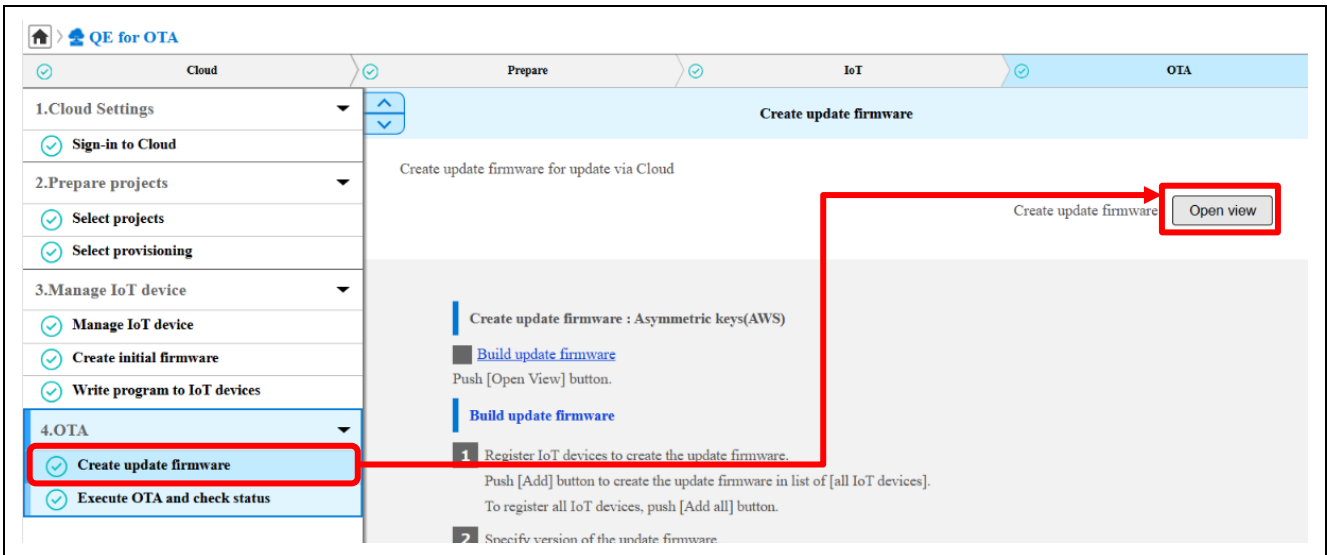 QE for OTA
Cloud
Prepare
IoT
OTA
1.Cloud Settings
Sign-in to Cloud
2.Prepare projects
Select projects
Select provisioning
3.Manage IoT device
Manage IoT device
Create initial firmware
Write program to IoT devices
4.OTA
Create update firmware
Execute OTA and check status
Create update firmware
Create update firmware for update via Cloud
Create update firmware
Open view
Create update firmware : Asymmetric keys(AWS)
Build update firmware
Push [Open View] button.
Build update firmware
1 Register IoT devices to create the update firmware.
Push [Add] button to create the update firmware in list of [all IoT devices].
To register all IoT devices, push [Add all] button.
2 Specify version of the update firmware.